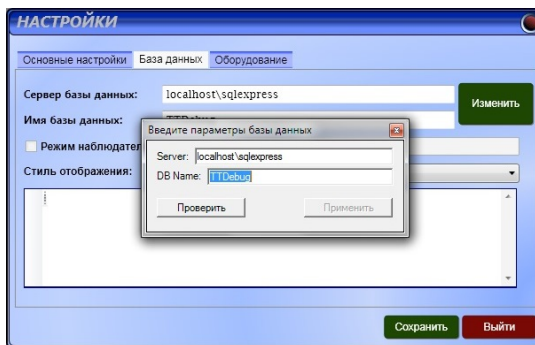 НАСТРОЙКИ
Основные настройки База данных Оборудование
Сервер базы данных: localhost\sqlexpress
Изменить
Имя базы данных: TTDebug
Введите параметры базы данных
Режим наблюдател
Server: localhost\sqlexpress
Стиль отображения:
DB Name: TTDebug
Проверить Применить
Сохранить Выйти